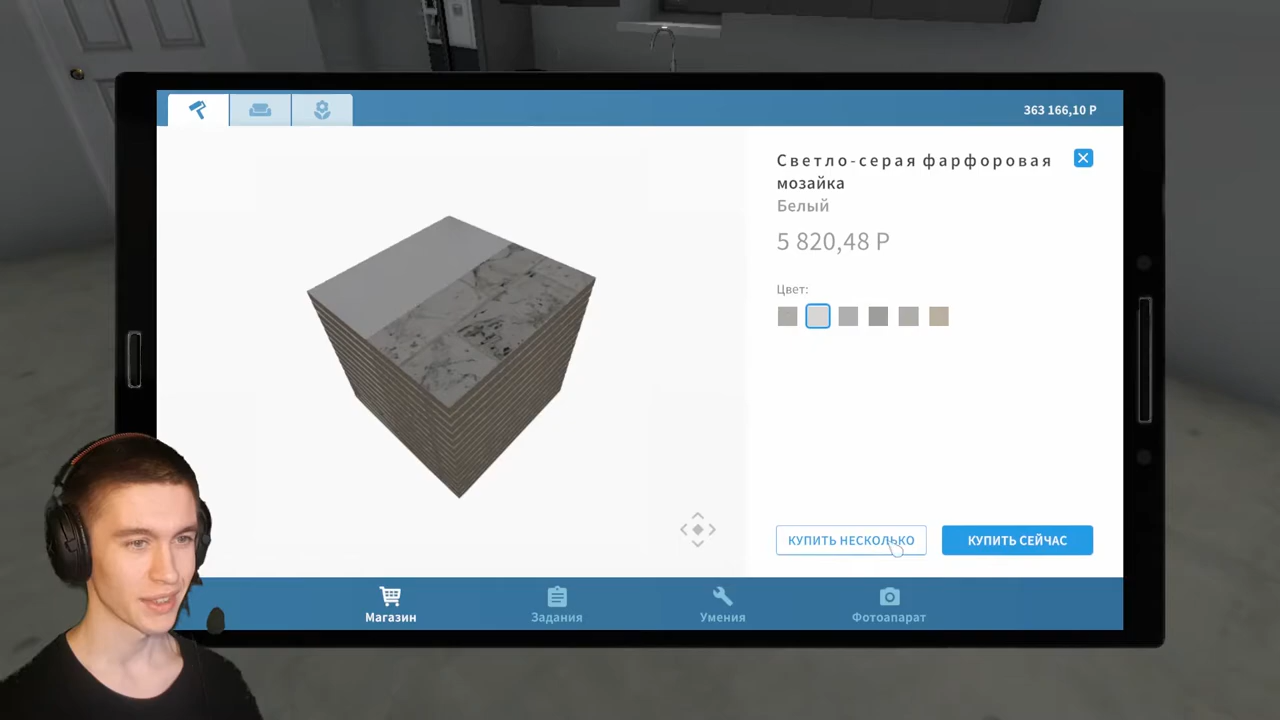 363 166,10 Р
Светло-серая фарфоровая
мозайка
Белый
5 820,48 Р
Цвет:
КУПИТЬ НЕСКОЛЬКО
КУПИТЬ СЕЙЧАС
Магазин
Задания
Умения
Фотоапарат